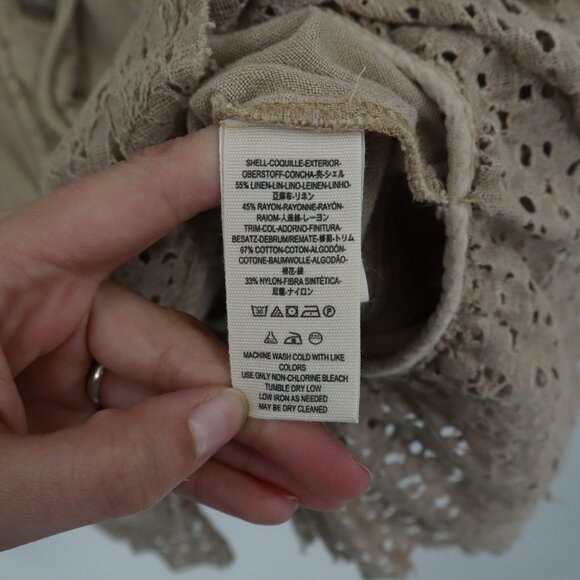 SHELL-COQUILLE-EXTERIOR-
OBERSTOFF-CONCHA-壳-シェル
55% LINEN-LIN-LINO-LEINEN-LINHO-
亞麻布-リネン
45% RAYON-RAYONNE-RAYÓN-
RAIOM-人造絲-レーヨン
TRIM-COL-ADORNO-FINITURA-
BESATZ-DEBRUM/REMATE-修剪-トリム
67% COTTON-COTON-ALGODÓN-
COTONE-BAUMWOLLE-ALGODÃO-
棉花-綿
33% NYLON-FIBRA SINTÉTICA-
尼龍-ナイロン
MACHINE WASH COLD WITH LIKE
COLORS
USE ONLY NON-CHLORINE BLEACH
TUMBLE DRY LOW
LOW IRON AS NEEDED
MAY BE DRY CLEANED